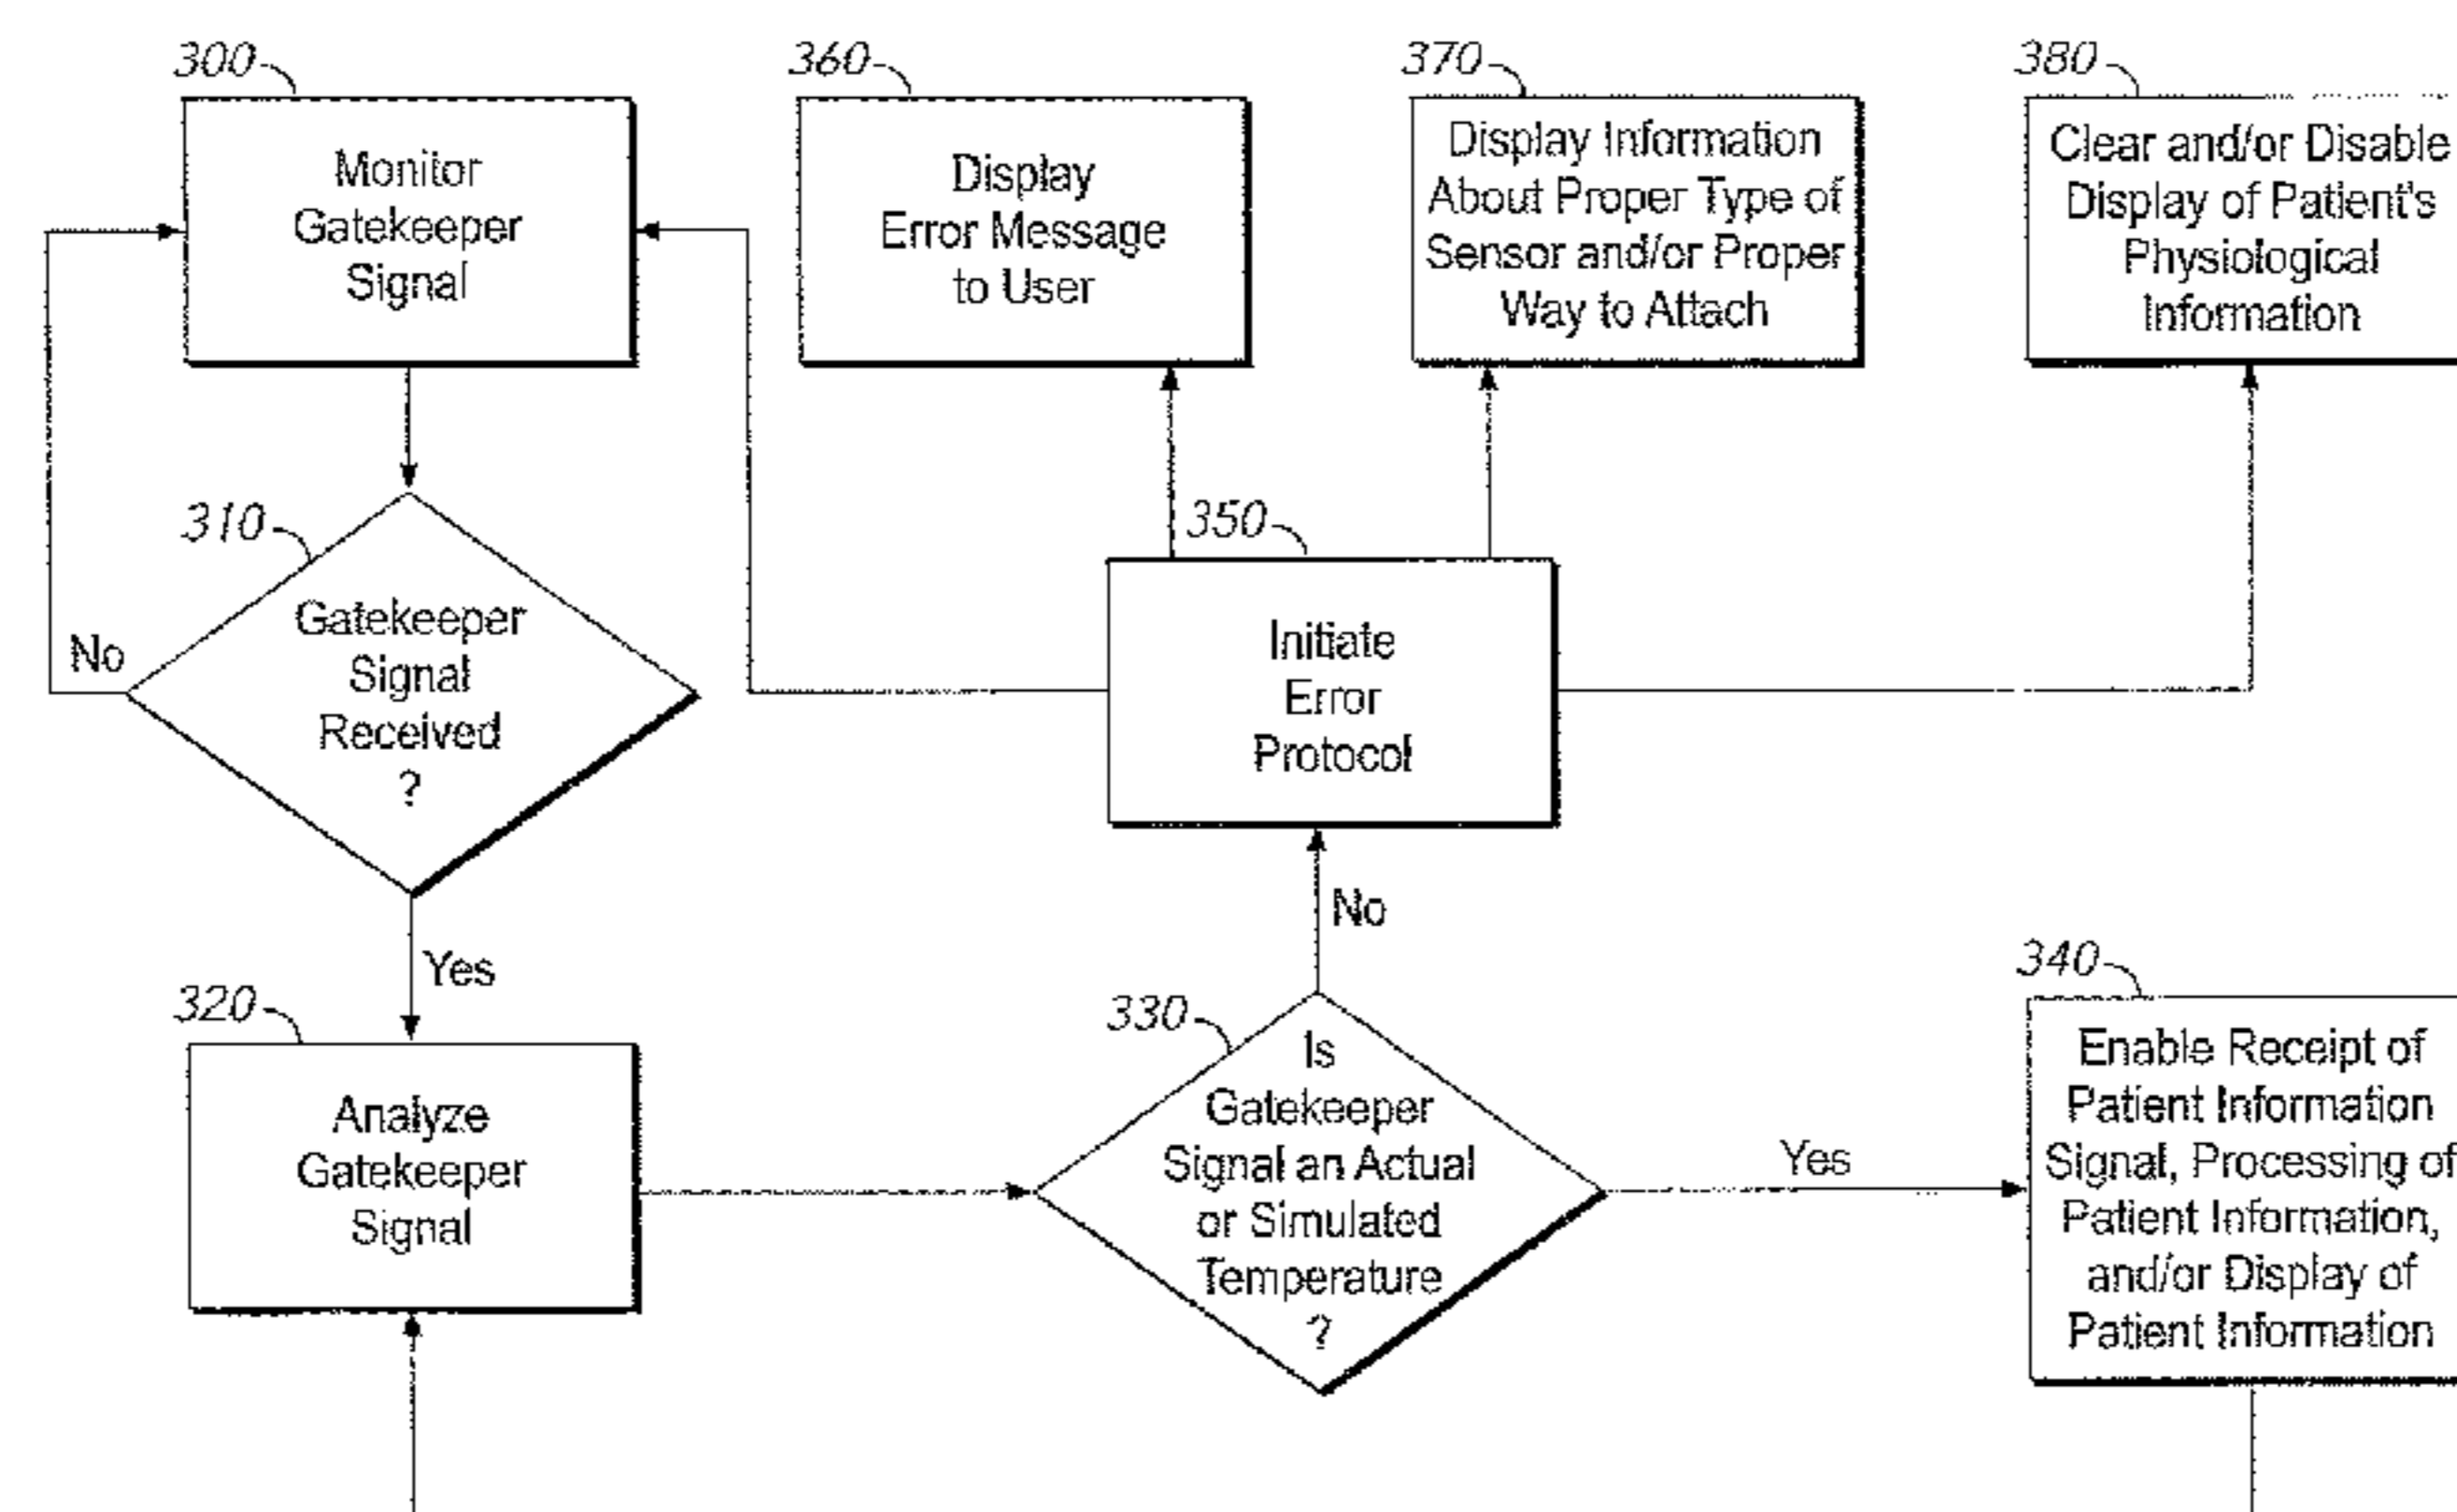 300
Monitor
Gatekeeper
Signal
360
Display
Error Message
to User
370
Display Information
About Proper Type of
Sensor and/or Proper
Way to Attach
380
Clear and/or Disable
Display of Patient's
Physiological
Information
310
Gatekeeper
Signal
Received
?
No
Yes
350
Initiate
Error
Protocol
No
320
Analyze
Gatekeeper
Signal
330
Is
Gatekeeper
Signal an Actual
or Simulated
Temperature
?
Yes
340
Enable Receipt of
Patient Information
Signal, Processing of
Patient Information,
and/or Display of
Patient Information